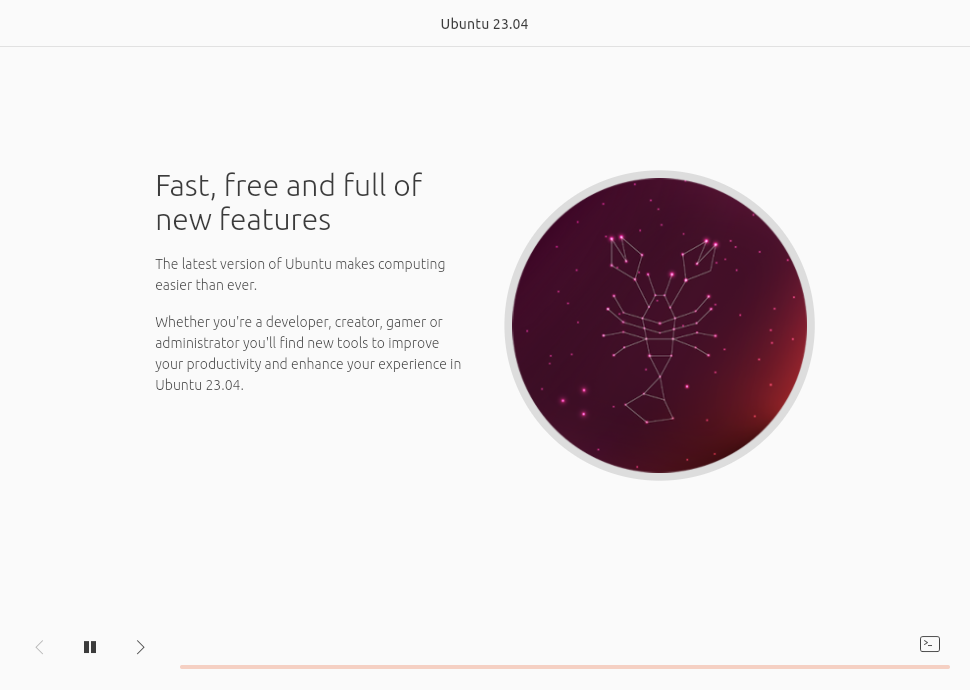 Ubuntu 23.04
Fast, free and full of
new features
The latest version of Ubuntu makes computing
easier than ever.
Whether you're a developer, creator, gamer or
administrator you'll find new tools to improve
your productivity and enhance your experience in
Ubuntu 23.04.